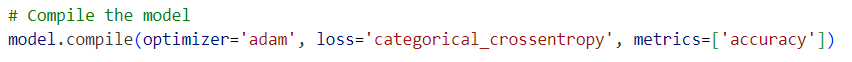 # Compile the model
model.compile(optimizer='adam', loss='categorical_crossentropy', metrics=['accuracy'])